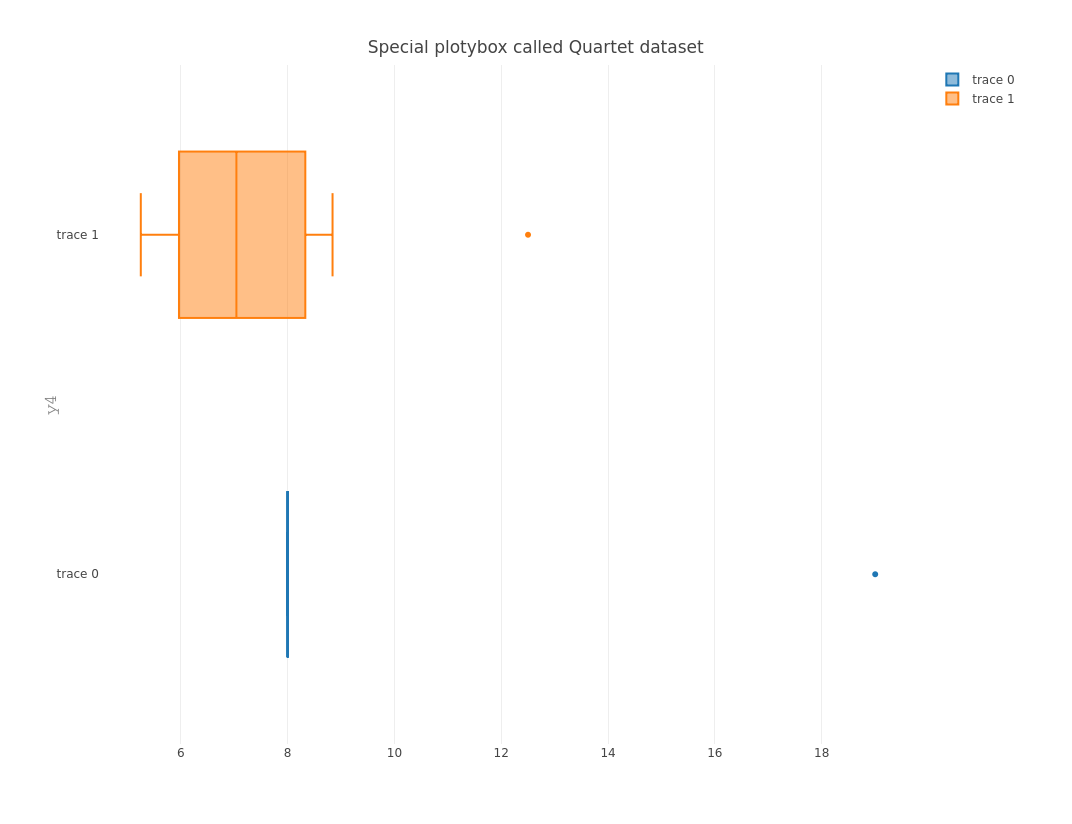 Special plotybox called Quartet dataset
trace 0
trace 1
trace 1
y4
trace 0
6 8 10 12 14 16 18